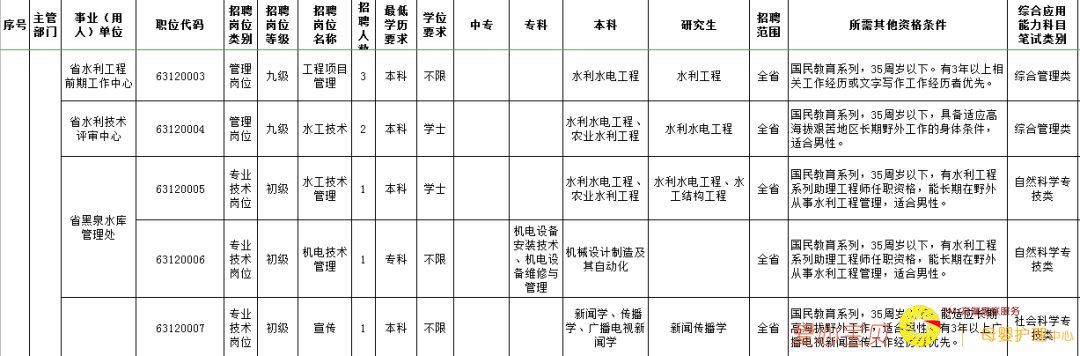 序号 主管部门 事业（用人）单位 职位代码 招聘岗位类别 招聘岗位等级 招聘岗位名称 招聘人数 最低学历要求 学位要求 中专 专科 本科 研究生 招聘范围 所需其他资格条件 综合应用能力科目笔试类别
省水利工程前期工作中心 63120003 管理岗位 九级 工程项目管理 3 本科 不限 水利水电工程 水利工程 全省 国民教育系列，35周岁以下。有3年以上相关工作经历或文字写作工作经历者优先。 综合管理类
省水利技术评审中心 63120004 管理岗位 九级 水工技术 2 本科 学士 水利水电工程、农业水利工程 水利水电工程 全省 国民教育系列，35周岁以下，具备适应高海拔艰苦地区长期野外工作的身体条件，适合男性。 综合管理类
省黑泉水库管理处 63120005 专业技术岗位 初级 水工技术管理 1 本科 学士 水利水电工程、农业水利工程 水利水电工程、水工结构工程 全省 国民教育系列，35周岁以下，有水利工程系列助理工程师任职资格，能长期在野外从事水利工程管理，适合男性。 自然科学专技类
63120006 专业技术岗位 初级 机电技术管理 1 专科 不限 机电设备安装技术、机电设备维修与管理 机械设计制造及其自动化 全省 国民教育系列，35周岁以下，有水利工程系列助理工程师任职资格，能长期在野外从事水利工程管理，适合男性。 自然科学专技类
63120007 专业技术岗位 初级 宣传 1 本科 不限 新闻学、传播学、广播电视新闻学 新闻传播学 全省 国民教育系列，35周岁以下，能适应长期高海拔野外工作，适合男性。有3年以上广播电视新闻宣传工作经历者优先。 社会科学专技类
母婴护理中心